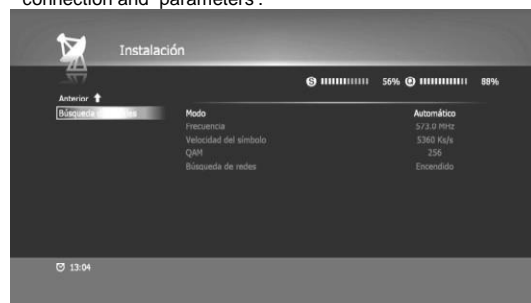 connection and parameters .
Instalación
S 56% Q 88%
Anterior
Búsqueda
Modo Automático
Frecuencia 573.0 MHz
Velocidad del símbolo 5360 Ks/s
QAM 256
Búsqueda de redes Encendido
13:04